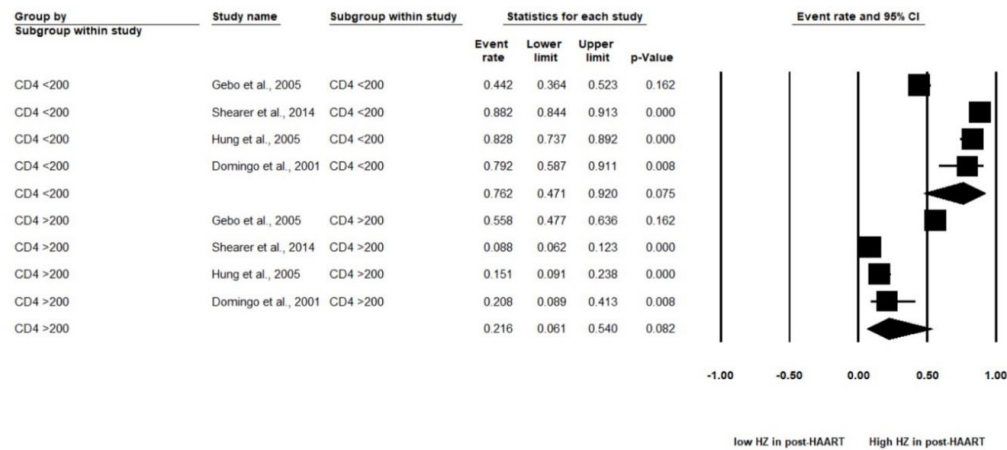 Group by Study name Subgroup within study Statistics for each study Event rate and 95% CI
Subgroup within study
Event Lower Upper
rate limit limit p-Value
CD4 <200 Gebo et al., 2005 CD4 <200 0.442 0.364 0.523 0.162
CD4 <200 Shearer et al., 2014 CD4 <200 0.882 0.844 0.913 0.000
CD4 <200 Hung et al., 2005 CD4 <200 0.828 0.737 0.892 0.000
CD4 <200 Domingo et al., 2001 CD4 <200 0.792 0.587 0.911 0.008
CD4 <200 0.762 0.471 0.920 0.075
CD4 >200 Gebo et al., 2005 CD4 >200 0.558 0.477 0.636 0.162
CD4 >200 Shearer et al., 2014 CD4 >200 0.088 0.062 0.123 0.000
CD4 >200 Hung et al., 2005 CD4 >200 0.151 0.091 0.238 0.000
CD4 >200 Domingo et al., 2001 CD4 >200 0.208 0.089 0.413 0.008
CD4 >200 0.216 0.061 0.540 0.082
-1.00 -0.50 0.00 0.50 1.00
low HZ in post-HAART High HZ in post-HAART